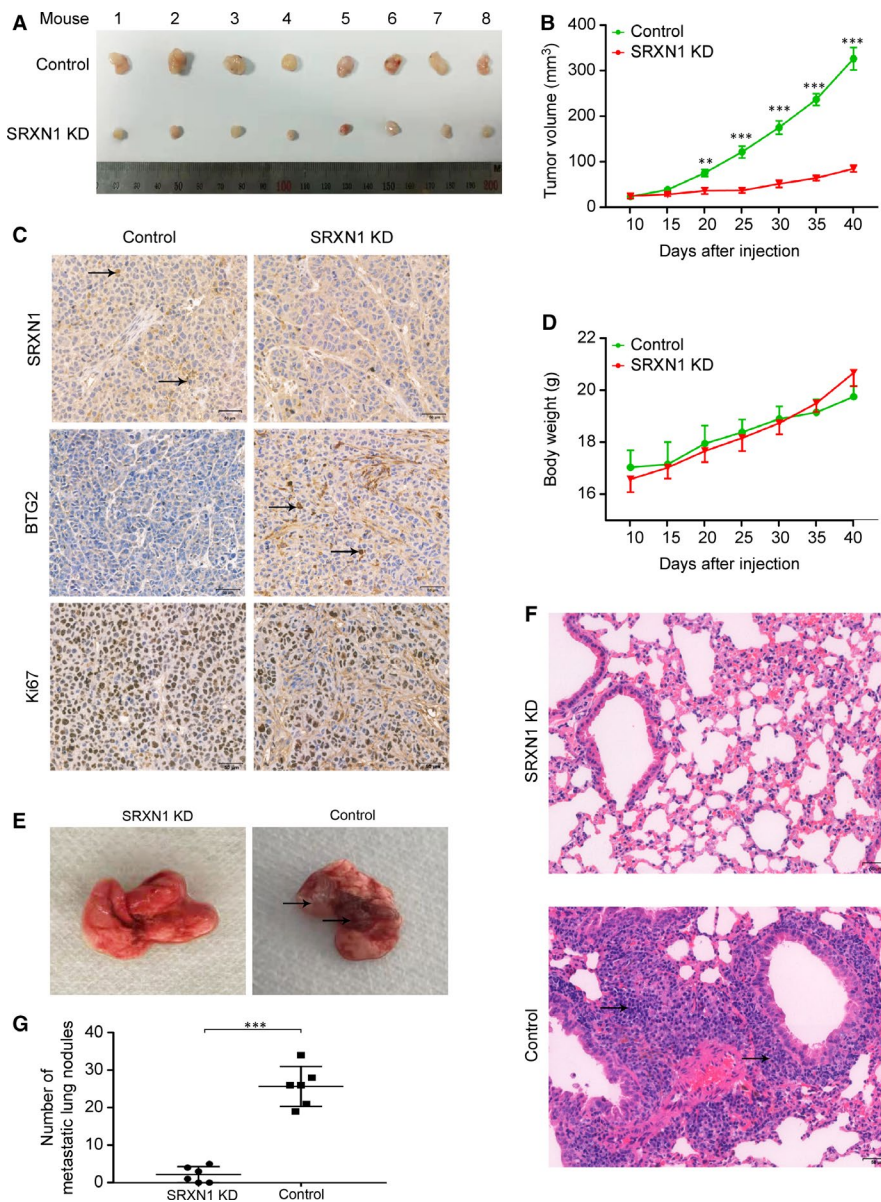 A
Mouse 1 2 3 4 5 6 7 8
Control
SRXN1 KD
100
200
B
Control
SRXN1 KD
Tumor volume (mm³)
400
300
200
100
0
**
***
***
***
***
10 15 20 25 30 35 40
Days after injection
C
Control
SRXN1 KD
SRXN1
BTG2
Ki67
D
Control
SRXN1 KD
Body weight (g)
22
20
18
16
10 15 20 25 30 35 40
Days after injection
E
SRXN1 KD
Control
F
SRXN1 KD
Control
G
***
Number of
metastatic lung nodules
40
30
20
10
0
SRXN1 KD
Control